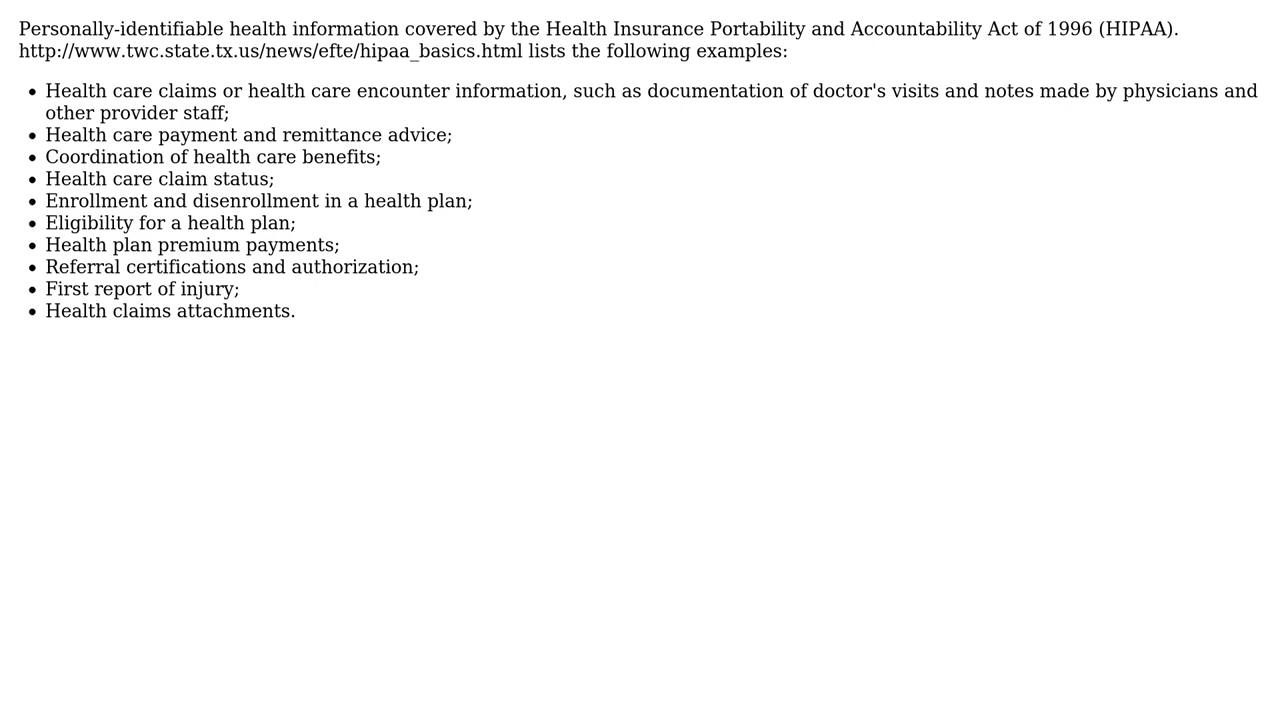 Personally-identifiable health information covered by the Health Insurance Portability and Accountability Act of 1996 (HIPAA).
http://www.twc.state.tx.us/news/efte/hipaa_basics.html lists the following examples:
• Health care claims or health care encounter information, such as documentation of doctor's visits and notes made by physicians and
other provider staff;
• Health care payment and remittance advice;
• Coordination of health care benefits;
• Health care claim status;
• Enrollment and disenrollment in a health plan;
• Eligibility for a health plan;
• Health plan premium payments;
• Referral certifications and authorization;
• First report of injury;
• Health claims attachments.